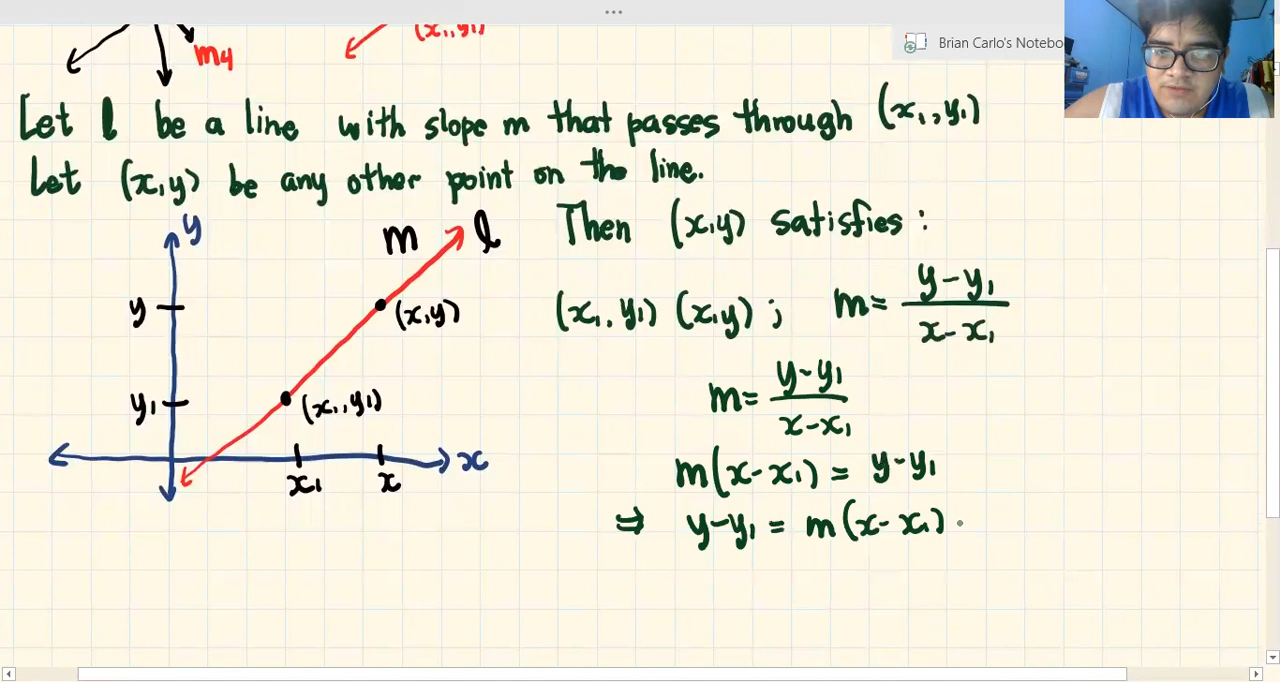 (x₁,y₁)
m₄
Brian Carlo's Notebo
Let l be a line with slope m that passes through (x₁,y₁)
Let (x,y) be any other point on the line.
Then (x,y) satisfies:
y
m l
y
(x,y)
(x₁,y₁) (x,y) ; m = y-y₁ / x-x₁
m = y-y₁ / x-x₁
y₁
(x₁,y₁)
x
x₁ x
m(x-x₁) = y-y₁
⇒ y-y₁ = m(x-x₁)